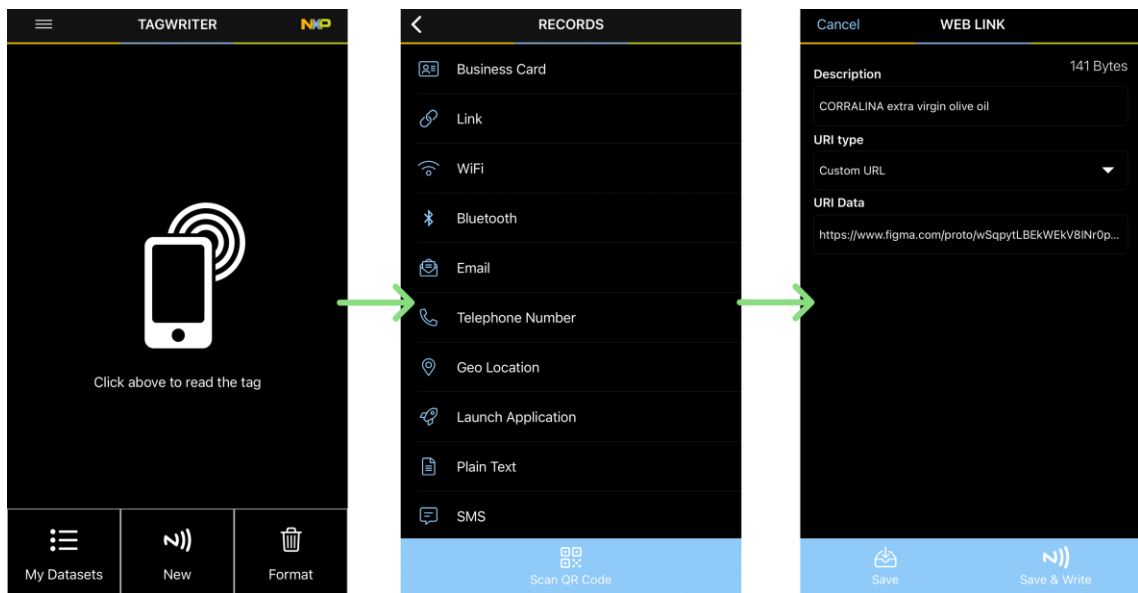 TAGWRITER
NXP
Click above to read the tag
My Datasets
New
Format
RECORDS
Business Card
Link
WiFi
Bluetooth
Email
Telephone Number
Geo Location
Launch Application
Plain Text
SMS
Scan QR Code
Cancel
WEB LINK
141 Bytes
Description
CORRALINA extra virgin olive oil
URI type
Custom URL
URI Data
https://www.figma.com/proto/wSqpytLBEkWEkV8INr0p...
Save
Save & Write